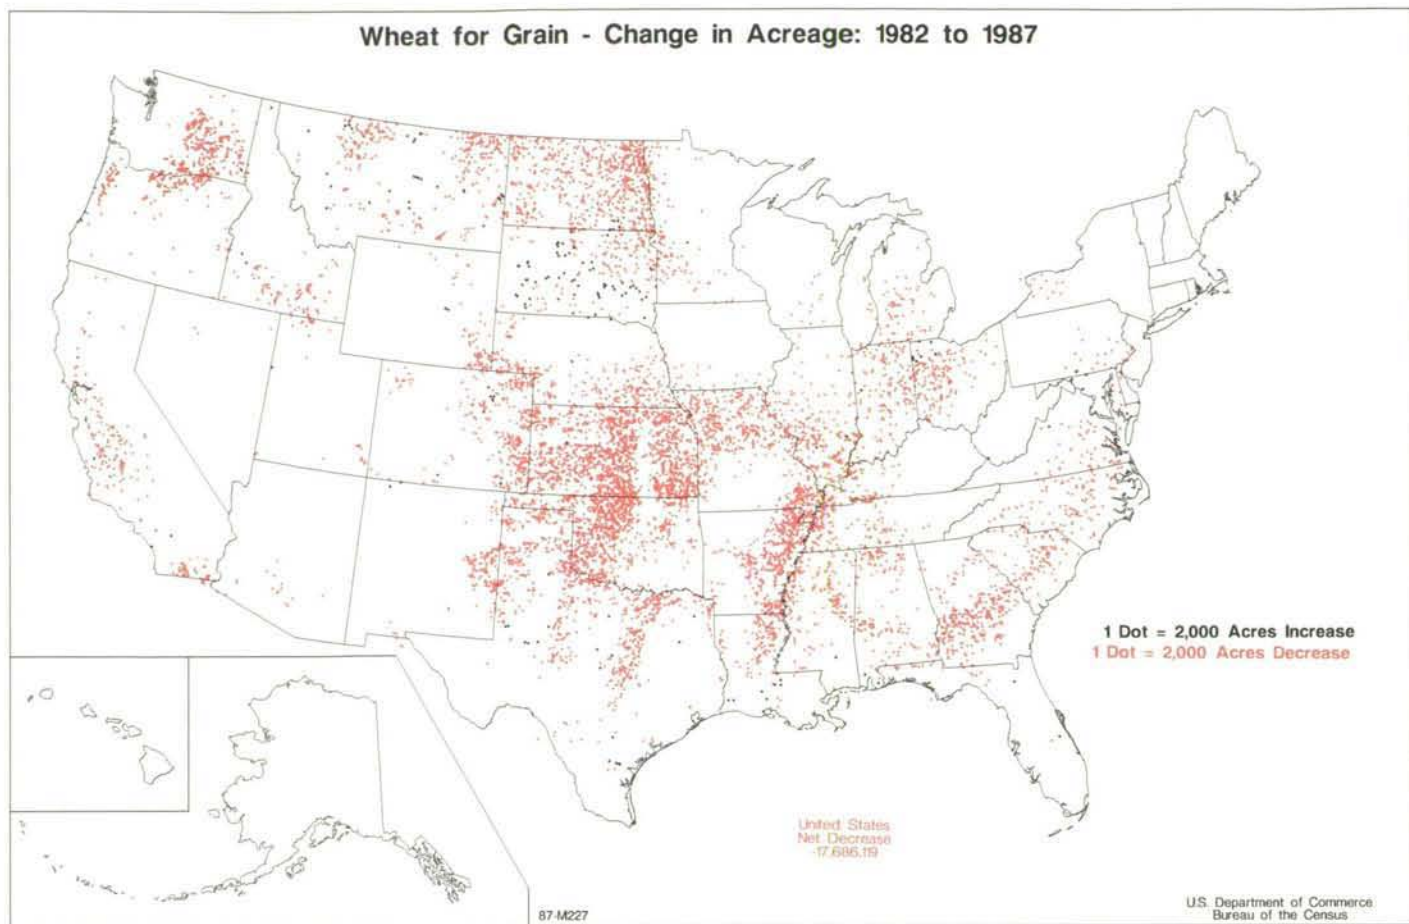 Wheat for Grain - Change in Acreage: 1982 to 1987
1 Dot = 2,000 Acres Increase
1 Dot = 2,000 Acres Decrease
United States
Net Decrease
-17,686,119
87-M227
U.S. Department of Commerce
Bureau of the Census